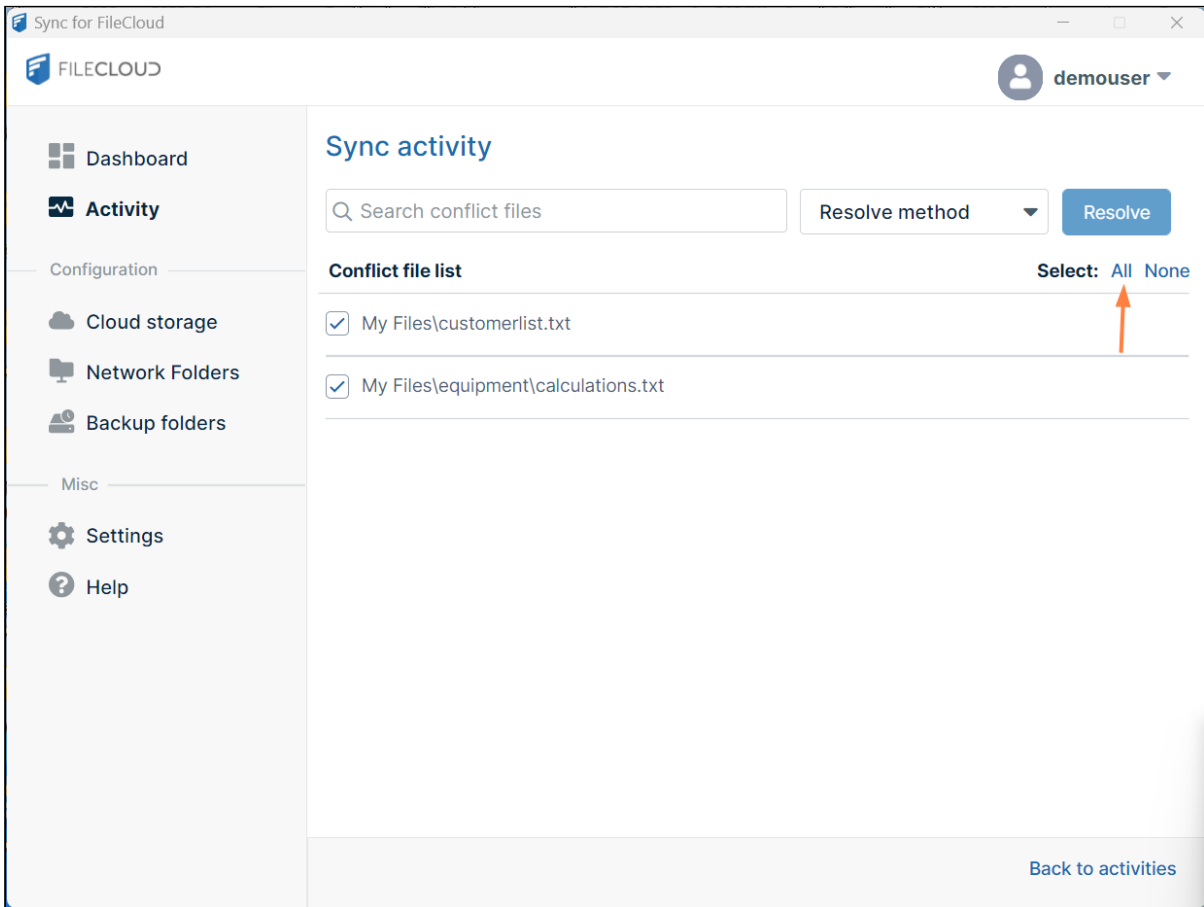 Sync for FileCloud
FILECLOUD
demouser
Dashboard
Activity
Configuration
Cloud storage
Network Folders
Backup folders
Misc
Settings
Help
Sync activity
Search conflict files
Resolve method
Resolve
Conflict file list
Select: All None
My Files\customerlist.txt
My Files\equipment\calculations.txt
Back to activities